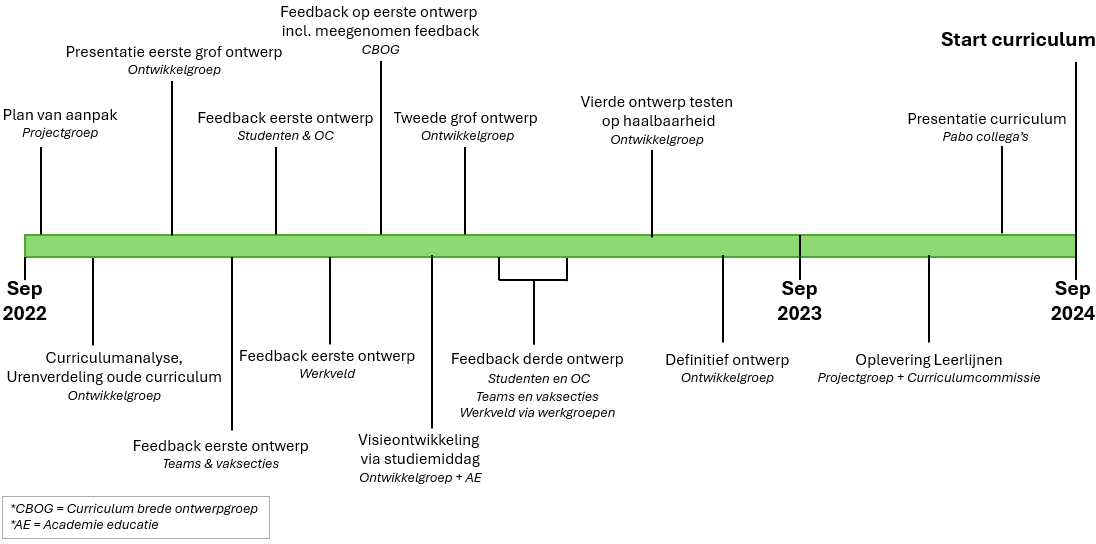 Feedback op eerste ontwerp
incl. meegenomen feedback
CBOG
Start curriculum
Presentatie eerste grof ontwerp
Ontwikkelgroep
Plan van aanpak
Projectgroep
Feedback eerste ontwerp
Studenten & OC
Tweede grof ontwerp
Ontwikkelgroep
Vierde ontwerp testen
op haalbaarheid
Ontwikkelgroep
Presentatie curriculum
Pabo collega's
Sep
2022
Sep
2023
Sep
2024
Curriculumanalyse,
Urenverdeling oude curriculum
Ontwikkelgroep
Feedback eerste ontwerp
Werkveld
Feedback derde ontwerp
Studenten en OC
Teams en vaksecties
Werkveld via werkgroepen
Definitief ontwerp
Ontwikkelgroep
Oplevering Leerlijnen
Projectgroep + Curriculumcommissie
Feedback eerste ontwerp
Teams & vaksecties
Visieontwikkeling
via studiemiddag
Ontwikkelgroep + AE
*CBOG = Curriculum brede ontwerpgroep
*AE = Academie educatie